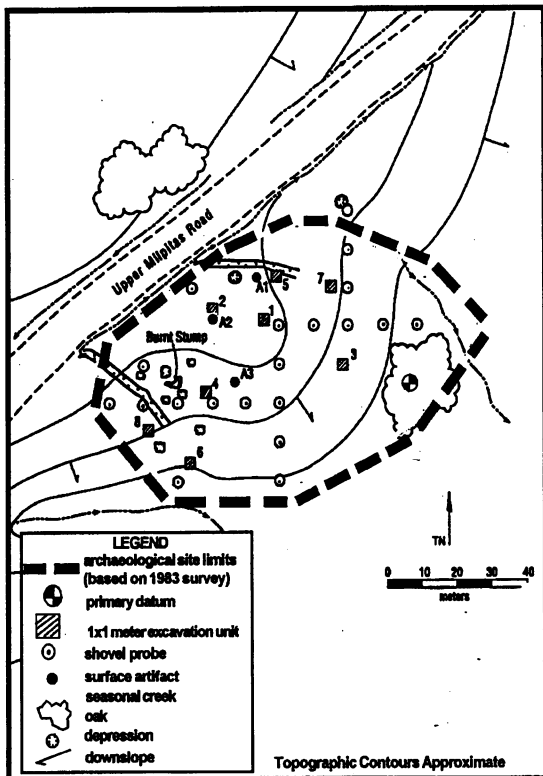 Upper Milpitas Road
A1
5
7
2
A2
1
Burnt Stump
3
A3
4
8
6
TN
0 10 20 30 40
meters
LEGEND
archaeological site limits
(based on 1983 survey)
primary datum
1x1 meter excavation unit
shovel probe
surface artifact
seasonal creek
oak
depression
downslope
Topographic Contours Approximate